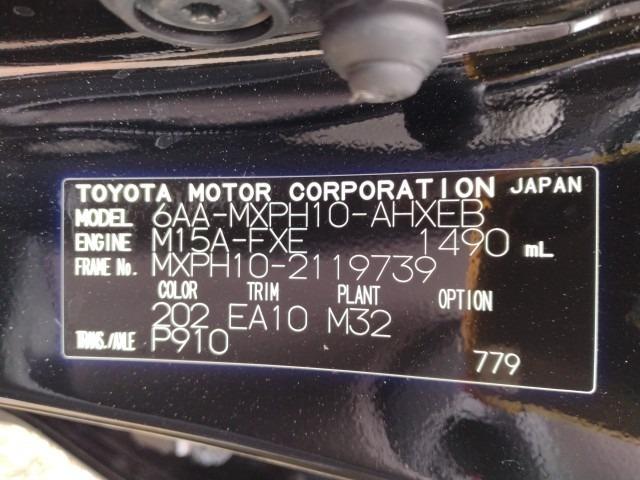 TOYOTA MOTOR CORPORATION JAPAN
MODEL 6AA-MXPH10-AHXEB
ENGINE M15A-FXE 1490 mL
FRAME No. MXPH10-2119739
COLOR TRIM PLANT OPTION
202 EA10 M32
TRANS./AXLE P910
779